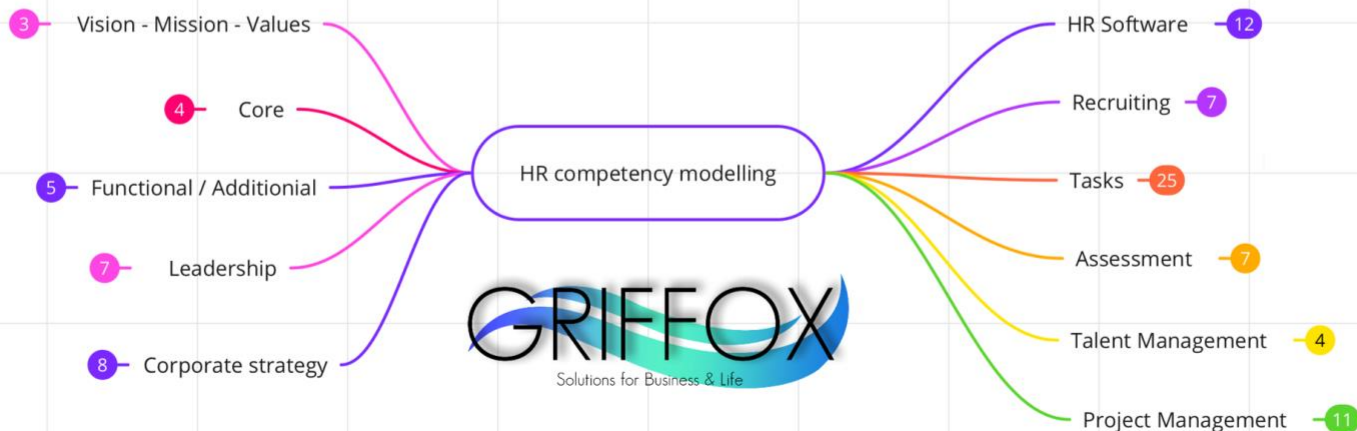 3 Vision - Mission - Values
4 Core
5 Functional / Additionial
7 Leadership
8 Corporate strategy
HR competency modelling
GRIFFOX
Solutions for Business & Life
HR Software 12
Recruiting 7
Tasks 25
Assessment 7
Talent Management 4
Project Management 11